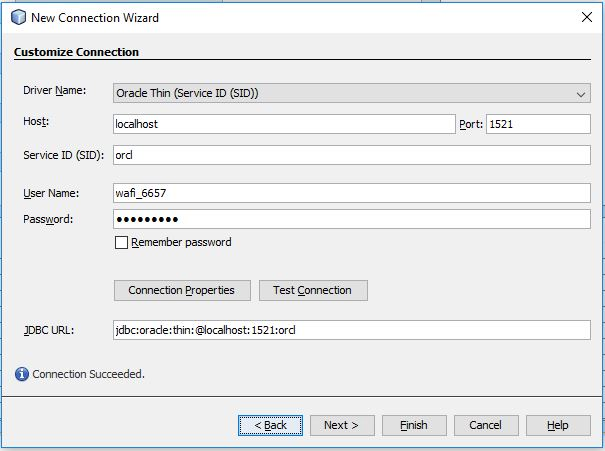 New Connection Wizard
Customize Connection
Driver Name: Oracle Thin (Service ID (SID))
Host: localhost Port: 1521
Service ID (SID): orcl
User Name: wafi_6657
Password: •••••••••
Remember password
Connection Properties Test Connection
JDBC URL: jdbc:oracle:thin:@localhost:1521:orcl
Connection Succeeded.
< Back Next > Finish Cancel Help